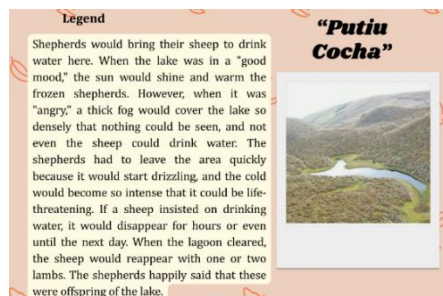 Legend
Shepherds would bring their sheep to drink
water here. When the lake was in a "good
mood," the sun would shine and warm the
frozen shepherds. However, when it was
"angry," a thick fog would cover the lake so
densely that nothing could be seen, and not
even the sheep could drink water. The
shepherds had to leave the area quickly
because it would start drizzling, and the cold
would become so intense that it could be life-
threatening. If a sheep insisted on drinking
water, it would disappear for hours or even
until the next day. When the lagoon cleared,
the sheep would reappear with one or two
lambs. The shepherds happily said that these
were offspring of the lake.
“Putiu
Cocha”